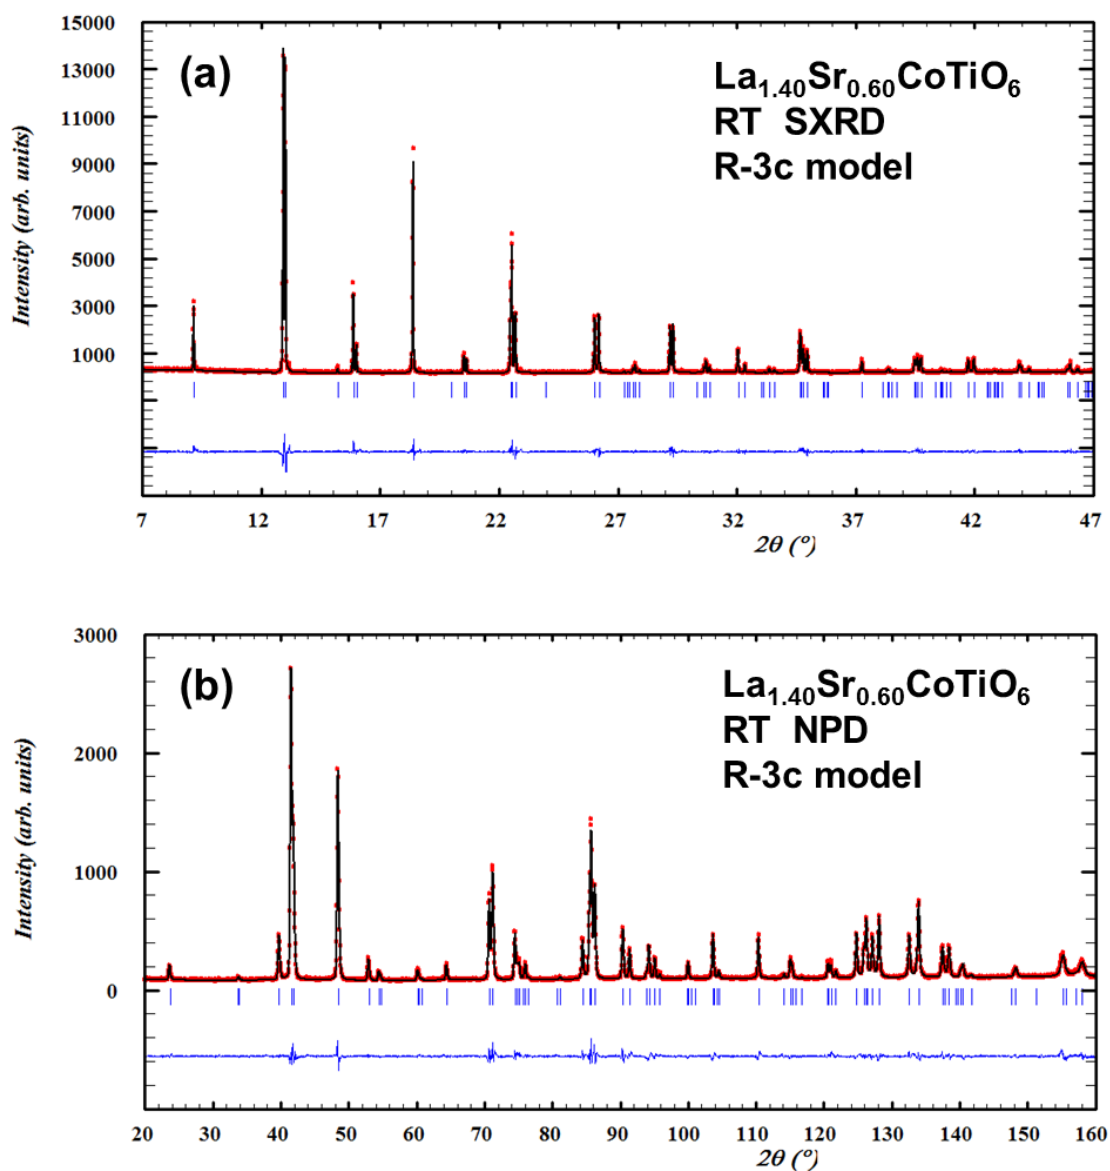 15000
13000
11000
9000
7000
5000
3000
1000
Intensity (arb. units)
(a)
La1.40Sr0.60CoTiO6
RT SXRD
R-3c model
7 12 17 22 27 32 37 42 47
2θ (°)
3000
2000
1000
0
Intensity (arb. units)
(b)
La1.40Sr0.60CoTiO6
RT NPD
R-3c model
20 30 40 50 60 70 80 90 100 110 120 130 140 150 160
2θ (°)